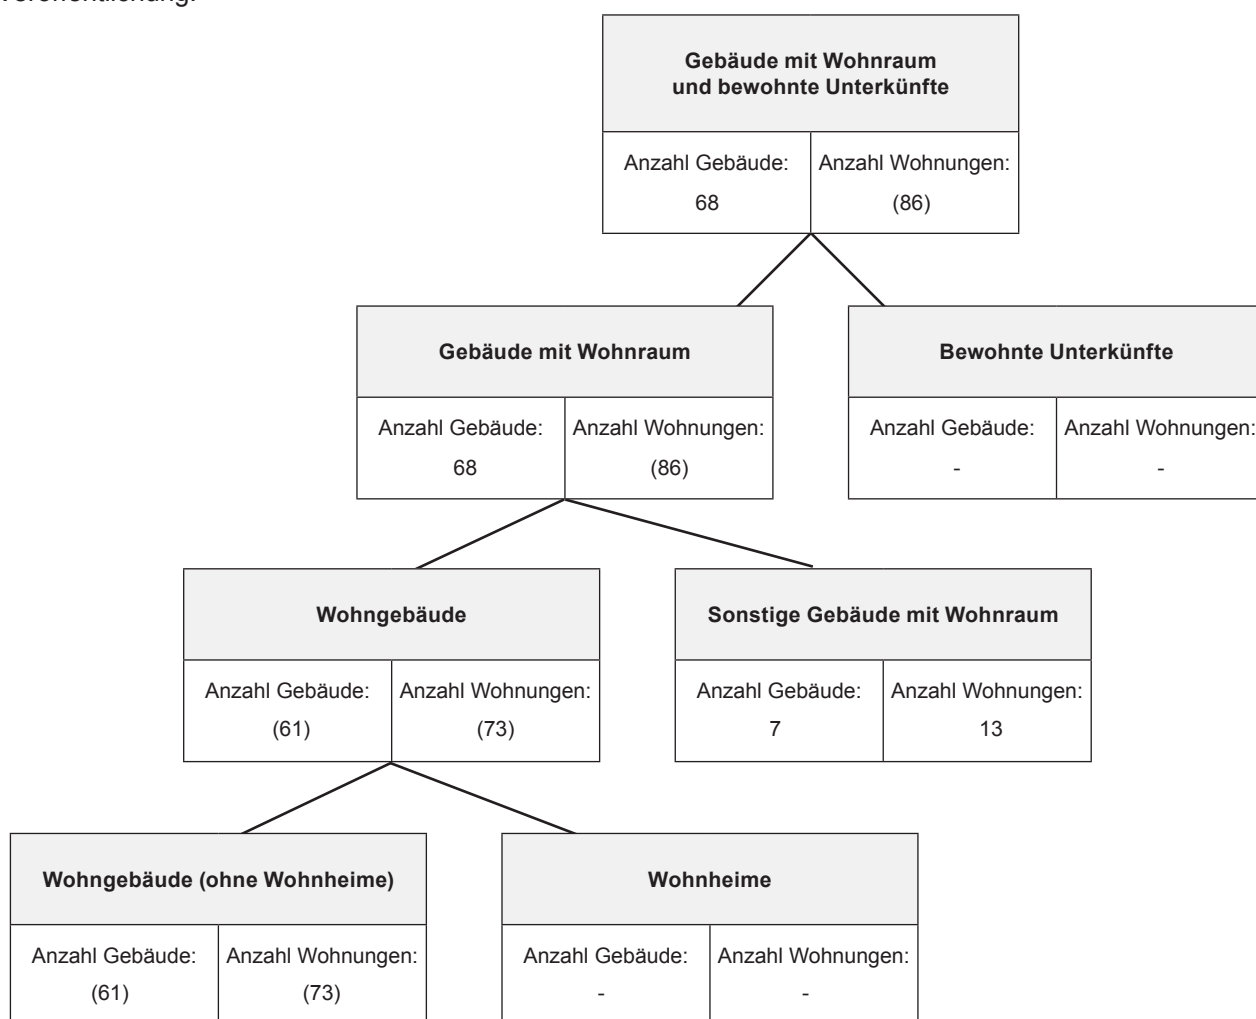 Veröffentlichung.
Gebäude mit Wohnraum
und bewohnte Unterkünfte
Anzahl Gebäude: Anzahl Wohnungen:
68 (86)
Gebäude mit Wohnraum Bewohnte Unterkünfte
Anzahl Gebäude: Anzahl Wohnungen: Anzahl Gebäude: Anzahl Wohnungen:
68 (86) - -
Wohngebäude Sonstige Gebäude mit Wohnraum
Anzahl Gebäude: Anzahl Wohnungen: Anzahl Gebäude: Anzahl Wohnungen:
(61) (73) 7 13
Wohngebäude (ohne Wohnheime) Wohnheime
Anzahl Gebäude: Anzahl Wohnungen: Anzahl Gebäude: Anzahl Wohnungen:
(61) (73) - -